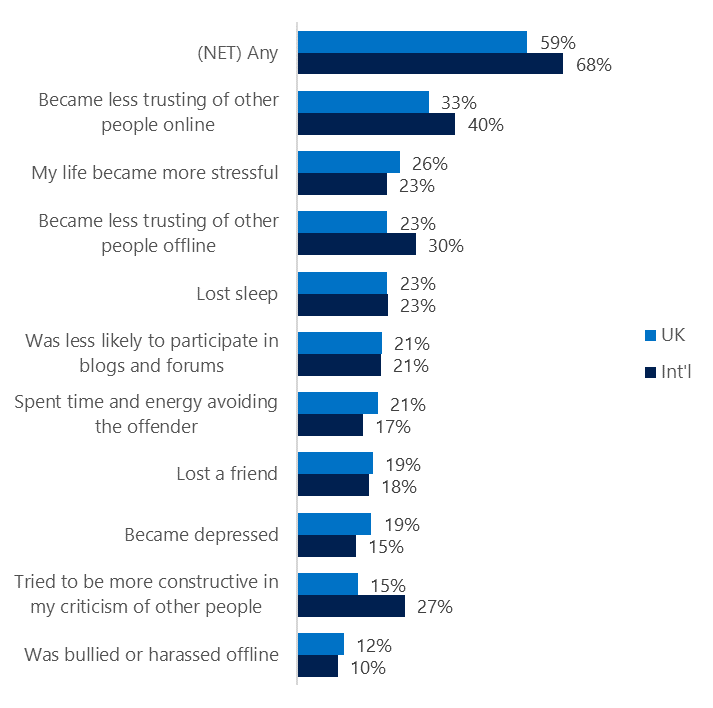 (NET) Any
59%
68%
Became less trusting of other
people online
33%
40%
My life became more stressful
26%
23%
Became less trusting of other
people offline
23%
30%
Lost sleep
23%
23%
Was less likely to participate in
blogs and forums
21%
21%
Spent time and energy avoiding
the offender
21%
17%
Lost a friend
19%
18%
Became depressed
19%
15%
Tried to be more constructive in
my criticism of other people
15%
27%
Was bullied or harassed offline
12%
10%
UK
Int'l